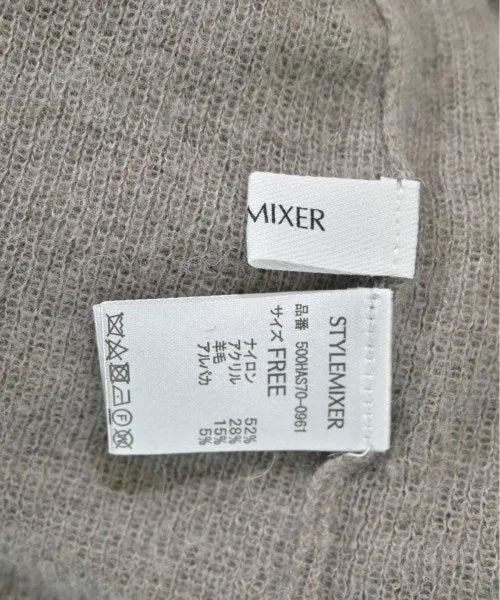 MIXER
STYLEMIXER
品番 500HAS70-0961
サイズ FREE
ナイロン 52%
アクリル 28%
羊毛 15%
アルパカ 5%